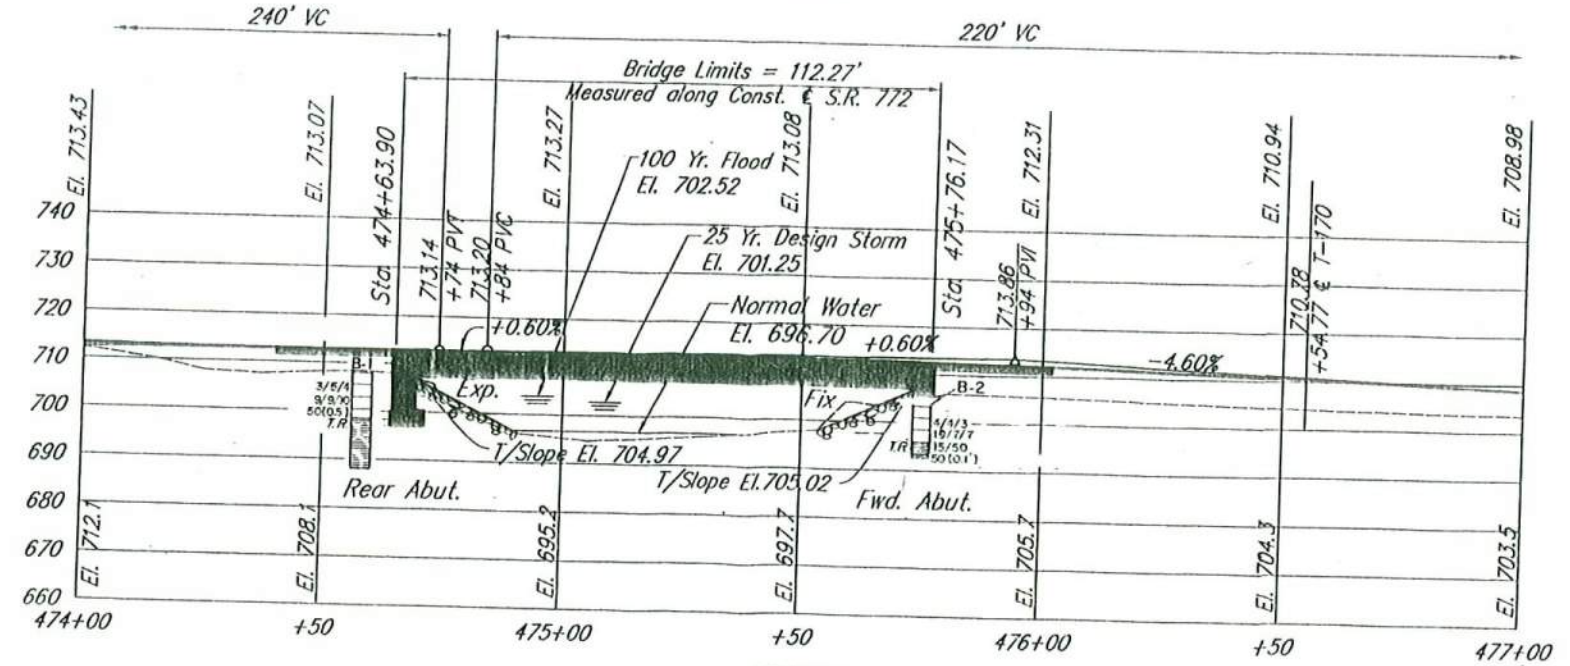 240' VC
220' VC
Bridge Limits = 112.27'
Measured along Const. ℄ S.R. 772
El. 713.43
El. 713.07
Sta. 474+63.90
El. 713.27
El. 713.08
Sta. 475+76.17
El. 712.31
El. 710.94
El. 708.98
100 Yr. Flood
El. 702.52
25 Yr. Design Storm
El. 701.25
Normal Water
El. 696.70
713.14
+74 PVT
713.20
+84 PVC
713.86
+94 PVI
710.78
+54.77 ℄ T-170
+0.60%
+0.60%
-4.60%
740
730
720
710
700
690
680
670
660
B-1
9/9/10
50(0.5)
T.R
Exp.
Fix
B-2
4/4/3
15/50
50(0.1')
T.R
T/Slope El. 704.97
T/Slope El. 705.02
Rear Abut.
Fwd. Abut.
El. 712.1
El. 708.1
El. 695.2
El. 697.7
El. 705.7
El. 704.3
El. 703.5
474+00
+50
475+00
+50
476+00
+50
477+00